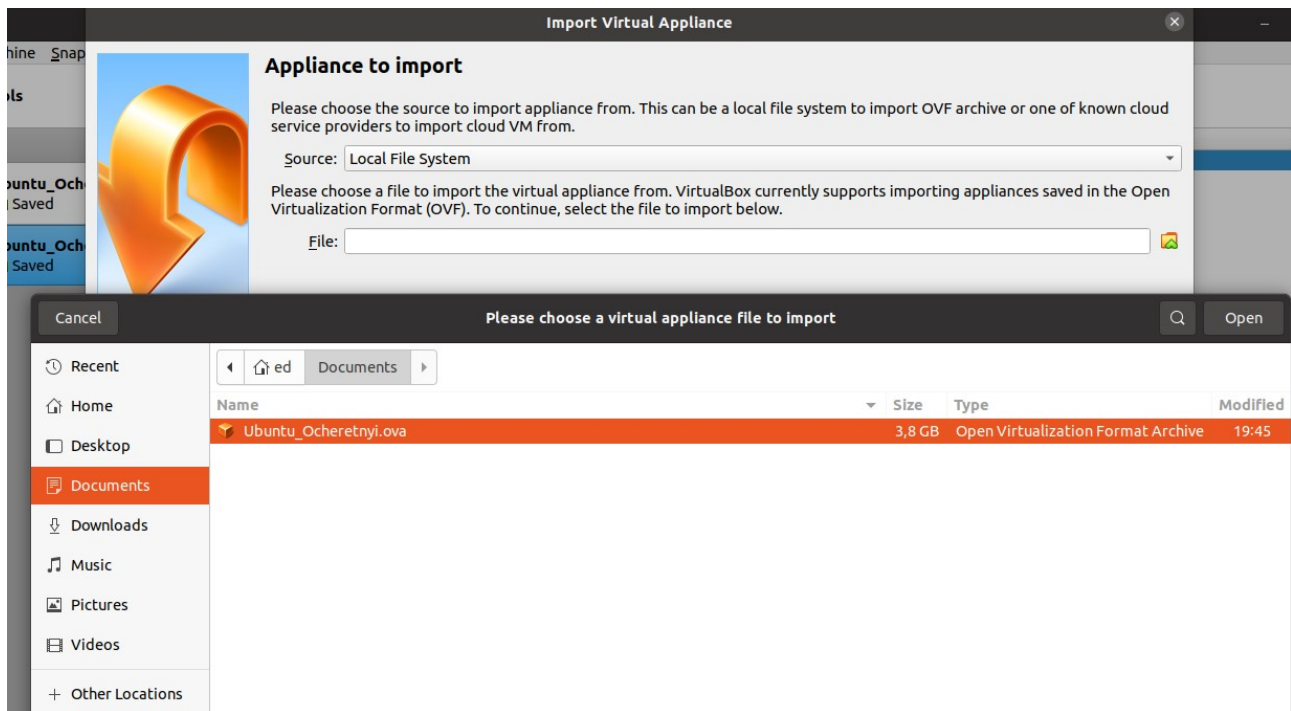 Import Virtual Appliance
hine Snap
Appliance to import
ols
Please choose the source to import appliance from. This can be a local file system to import OVF archive or one of known cloud
service providers to import cloud VM from.
Source: Local File System
Please choose a file to import the virtual appliance from. VirtualBox currently supports importing appliances saved in the Open
Virtualization Format (OVF). To continue, select the file to import below.
File:
buntu_Och
Saved
buntu_Och
Saved
Cancel Please choose a virtual appliance file to import Open
Recent
ed Documents
Home
Name Size Type Modified
Ubuntu_Ocheretnyi.ova 3,8 GB Open Virtualization Format Archive 19:45
Desktop
Documents
Downloads
Music
Pictures
Videos
+ Other Locations